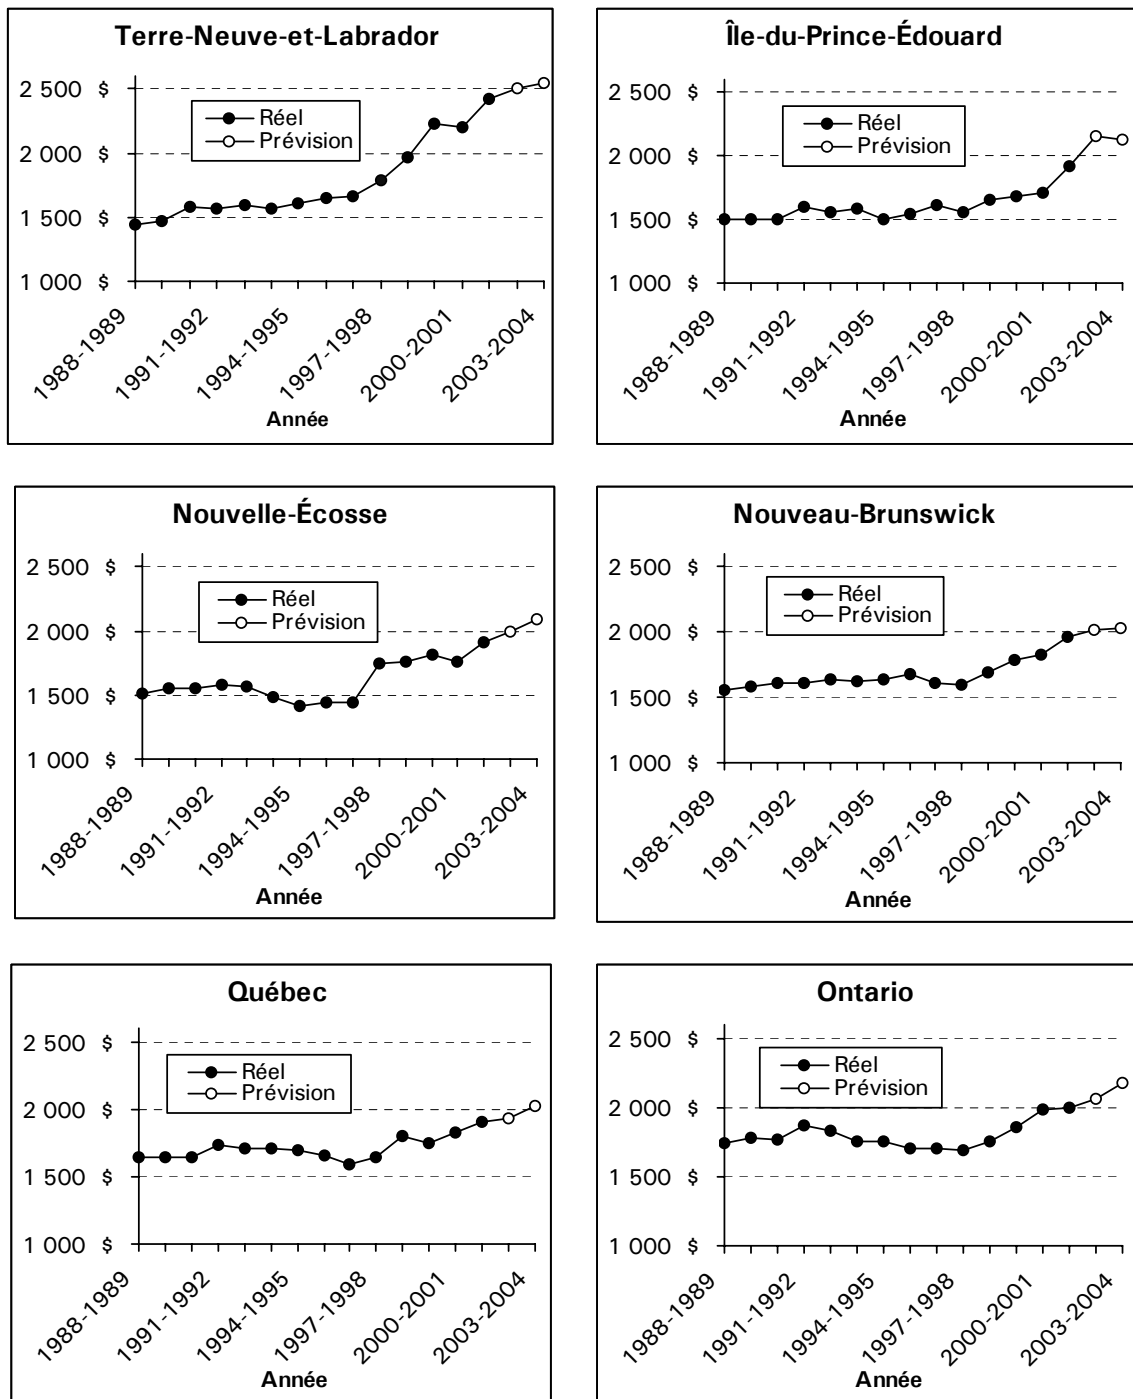 Terre-Neuve-et-Labrador
2 500 $
2 000 $
1 500 $
1 000 $
Réel
Prévision
1988-1989
1991-1992
1994-1995
1997-1998
2000-2001
2003-2004
Année
Île-du-Prince-Édouard
2 500 $
2 000 $
1 500 $
1 000 $
Réel
Prévision
1988-1989
1991-1992
1994-1995
1997-1998
2000-2001
2003-2004
Année
Nouvelle-Écosse
2 500 $
2 000 $
1 500 $
1 000 $
Réel
Prévision
1988-1989
1991-1992
1994-1995
1997-1998
2000-2001
2003-2004
Année
Nouveau-Brunswick
2 500 $
2 000 $
1 500 $
1 000 $
Réel
Prévision
1988-1989
1991-1992
1994-1995
1997-1998
2000-2001
2003-2004
Année
Québec
2 500 $
2 000 $
1 500 $
1 000 $
Réel
Prévision
1988-1989
1991-1992
1994-1995
1997-1998
2000-2001
2003-2004
Année
Ontario
2 500 $
2 000 $
1 500 $
1 000 $
Réel
Prévision
1988-1989
1991-1992
1994-1995
1997-1998
2000-2001
2003-2004
Année